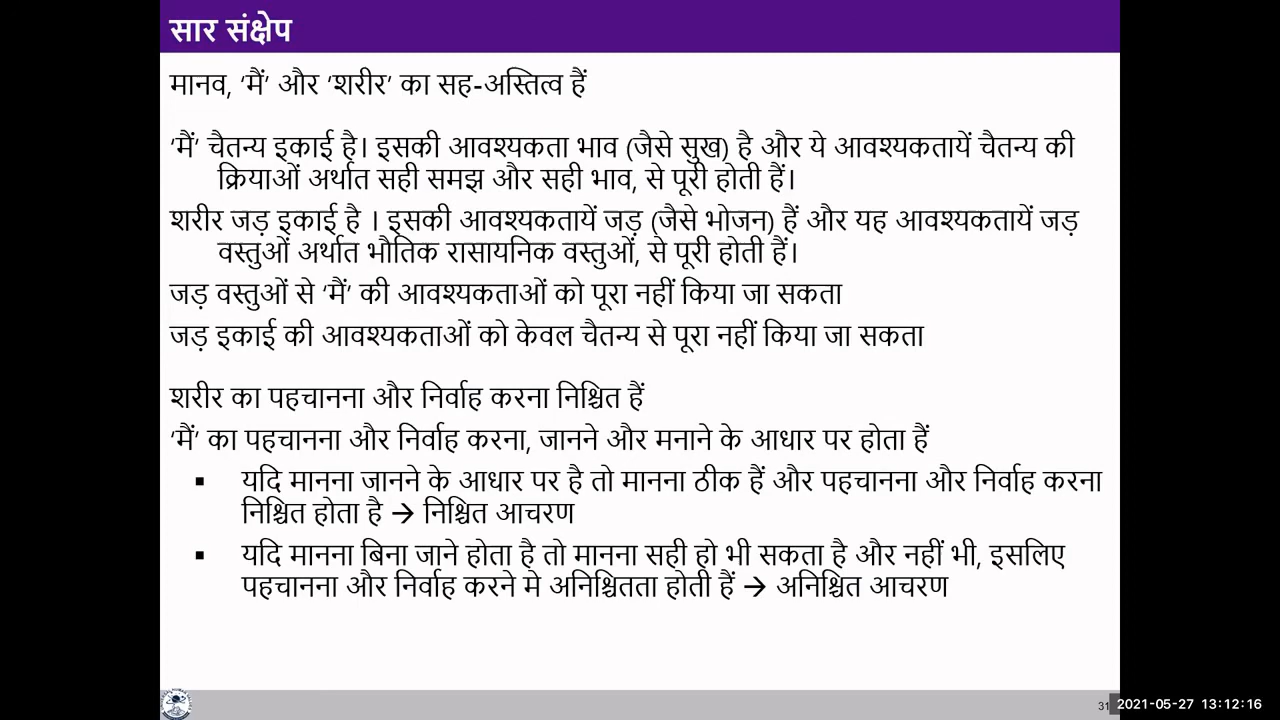 सार संक्षेप
मानव, ‘मैं’ और ‘शरीर’ का सह-अस्तित्व हैं
‘मैं’ चैतन्य इकाई है। इसकी आवश्यकता भाव (जैसे सुख) है और ये आवश्यकतायें चैतन्य की
क्रियाओं अर्थात सही समझ और सही भाव, से पूरी होती हैं।
शरीर जड़ इकाई है । इसकी आवश्यकतायें जड़ (जैसे भोजन) हैं और यह आवश्यकतायें जड़
वस्तुओं अर्थात भौतिक रासायनिक वस्तुओं, से पूरी होती हैं।
जड़ वस्तुओं से ‘मैं’ की आवश्यकताओं को पूरा नहीं किया जा सकता
जड़ इकाई की आवश्यकताओं को केवल चैतन्य से पूरा नहीं किया जा सकता
शरीर का पहचानना और निर्वाह करना निश्चित हैं
‘मैं’ का पहचानना और निर्वाह करना, जानने और मनाने के आधार पर होता हैं
▪ यदि मानना जानने के आधार पर है तो मानना ठीक हैं और पहचानना और निर्वाह करना
निश्चित होता है → निश्चित आचरण
▪ यदि मानना बिना जाने होता है तो मानना सही हो भी सकता है और नहीं भी, इसलिए
पहचानना और निर्वाह करने मे अनिश्चितता होती हैं → अनिश्चित आचरण
31
2021-05-27 13:12:16